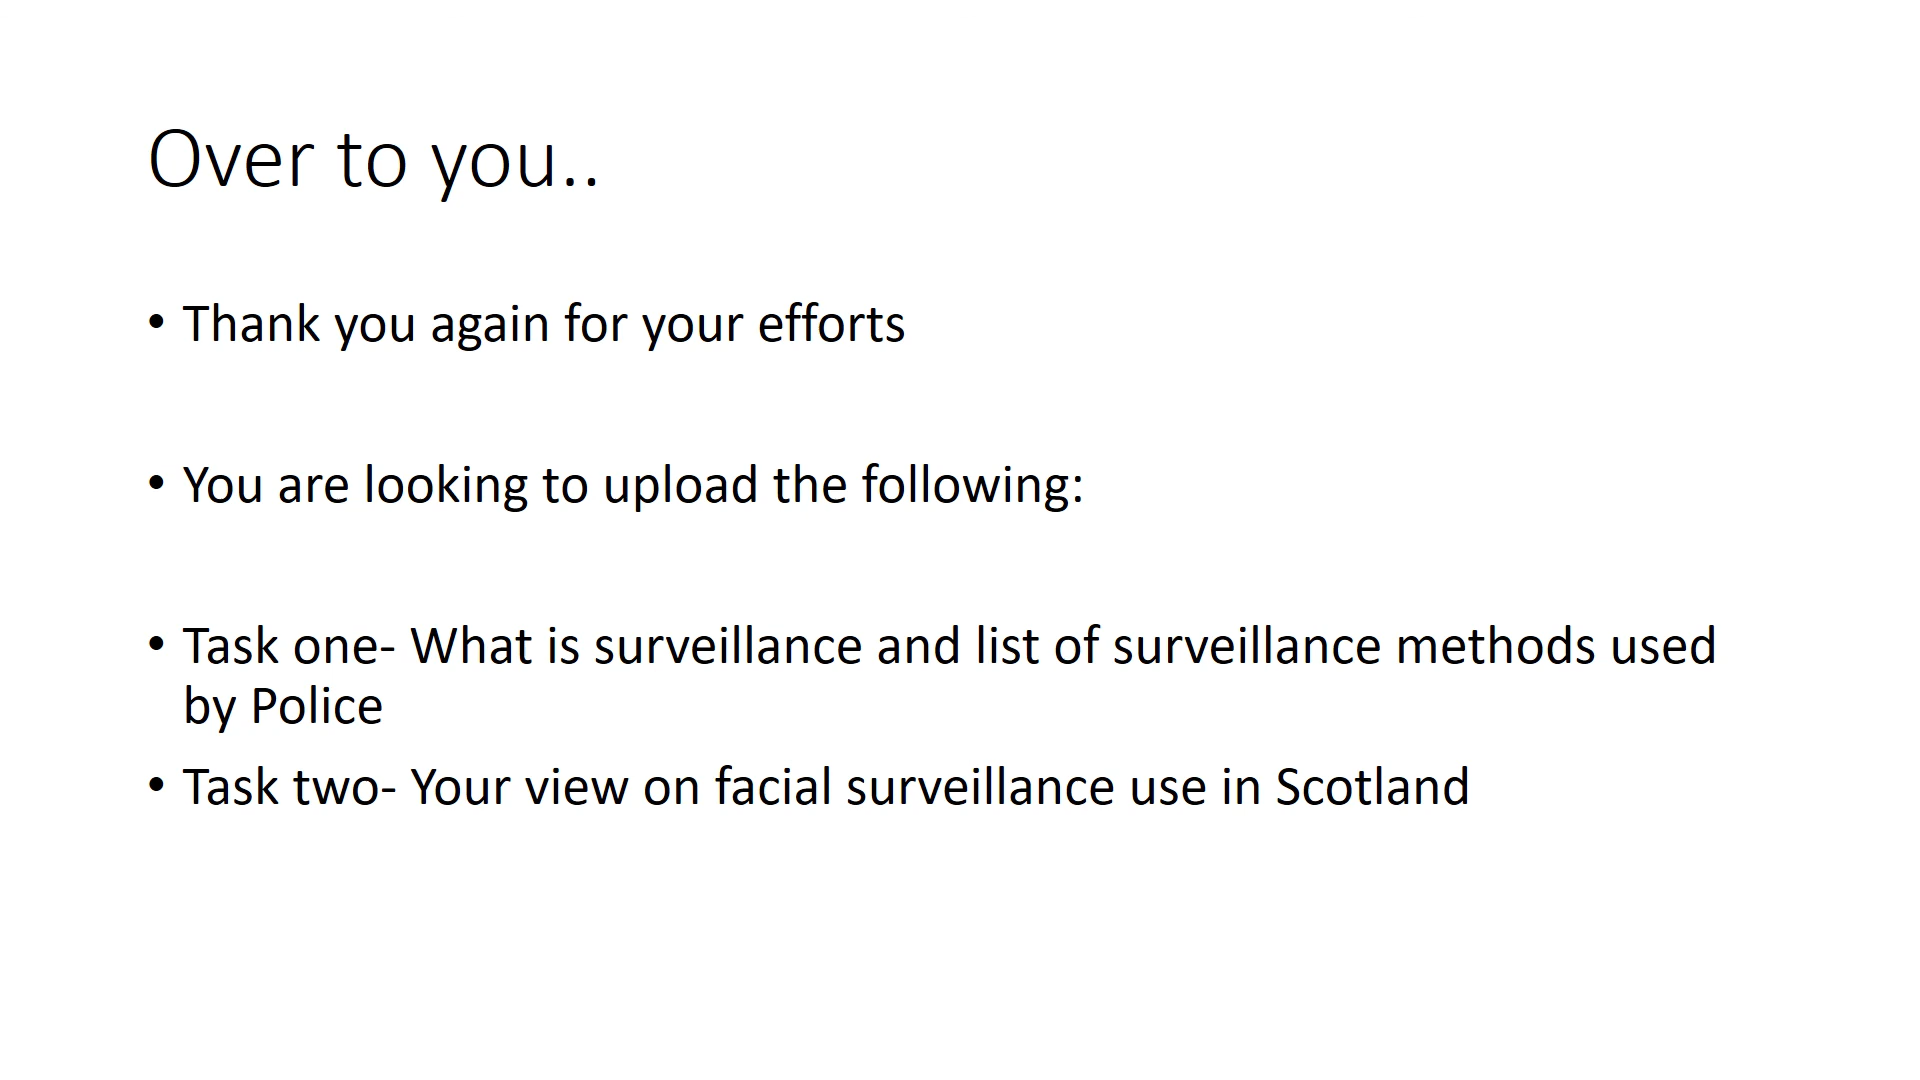 Over to you..
• Thank you again for your efforts
• You are looking to upload the following:
• Task one- What is surveillance and list of surveillance methods used
by Police
• Task two- Your view on facial surveillance use in Scotland